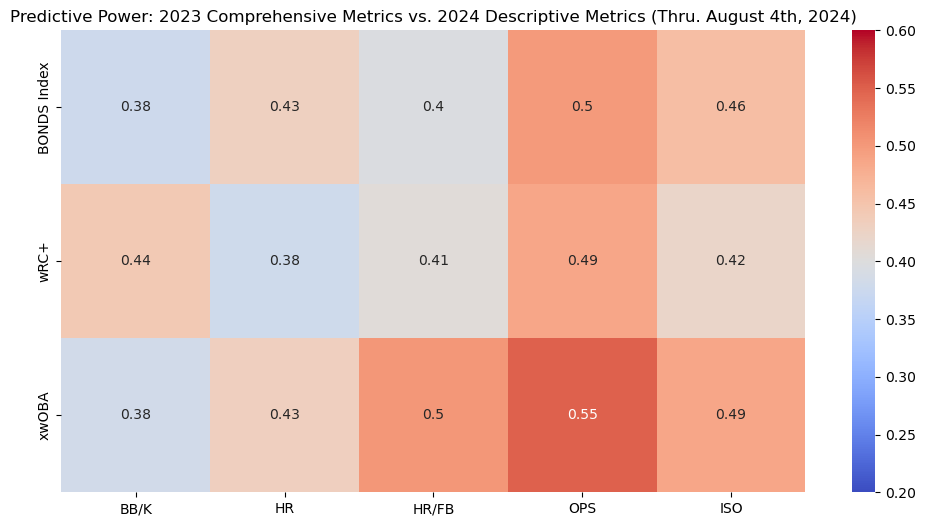 Predictive Power: 2023 Comprehensive Metrics vs. 2024 Descriptive Metrics (Thru. August 4th, 2024)
BONDS Index
0.38 0.43 0.4 0.5 0.46
wRC+
0.44 0.38 0.41 0.49 0.42
xwOBA
0.38 0.43 0.5 0.55 0.49
BB/K HR HR/FB OPS ISO
0.60
0.55
0.50
0.45
0.40
0.35
0.30
0.25
0.20